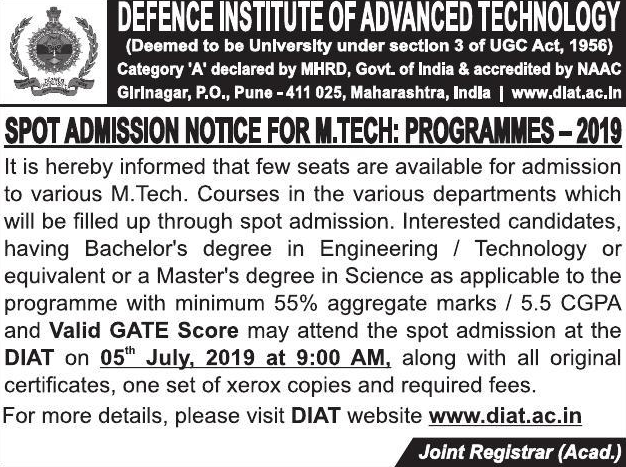 DEFENCE INSTITUTE OF ADVANCED TECHNOLOGY
(Deemed to be University under section 3 of UGC Act, 1956)
Category 'A' declared by MHRD, Govt. of India & accredited by NAAC
Girinagar, P.O., Pune - 411 025, Maharashtra, India | www.diat.ac.in
SPOT ADMISSION NOTICE FOR M.TECH: PROGRAMMES – 2019
It is hereby informed that few seats are available for admission
to various M.Tech. Courses in the various departments which
will be filled up through spot admission. Interested candidates,
having Bachelor's degree in Engineering / Technology or
equivalent or a Master's degree in Science as applicable to the
programme with minimum 55% aggregate marks / 5.5 CGPA
and Valid GATE Score may attend the spot admission at the
DIAT on 05th July, 2019 at 9:00 AM, along with all original
certificates, one set of xerox copies and required fees.
For more details, please visit DIAT website www.diat.ac.in
Joint Registrar (Acad.)